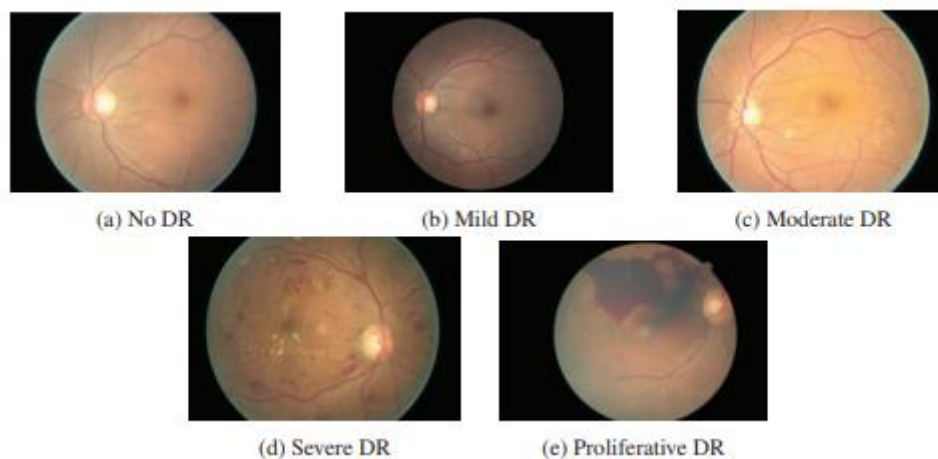 (a) No DR
(b) Mild DR
(c) Moderate DR
(d) Severe DR
(e) Proliferative DR